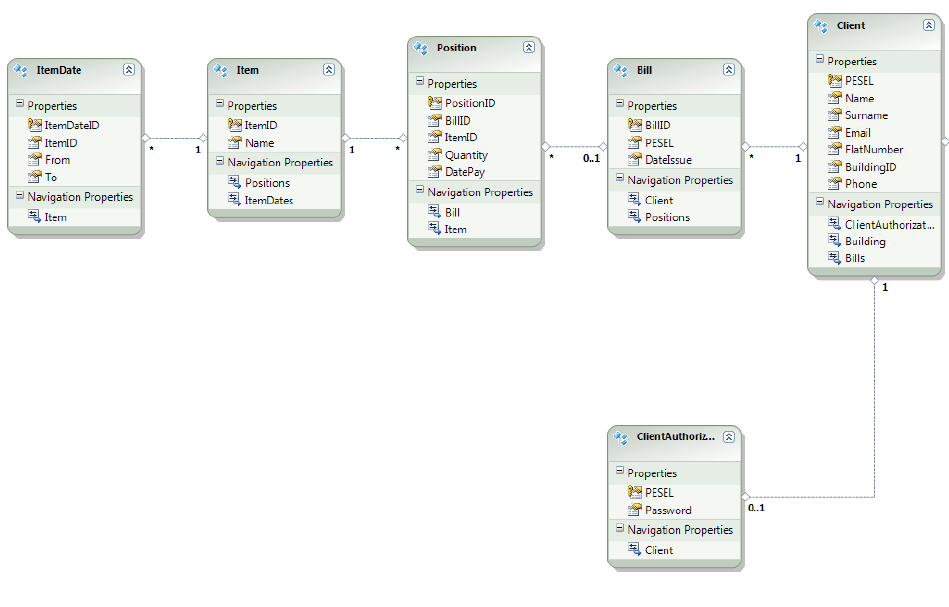 ItemDate
Properties
ItemDateID
ItemID
From
To
Navigation Properties
Item
*
1
Item
Properties
ItemID
Name
Navigation Properties
Positions
ItemDates
1
*
Position
Properties
PositionID
BillID
ItemID
Quantity
DatePay
Navigation Properties
Bill
Item
*
0..1
Bill
Properties
BillID
PESEL
DateIssue
Navigation Properties
Client
Positions
*
1
Client
Properties
PESEL
Name
Surname
Email
FlatNumber
BuildingID
Phone
Navigation Properties
ClientAuthorizat...
Building
Bills
1
ClientAuthoriz...
Properties
PESEL
Password
Navigation Properties
Client
0..1